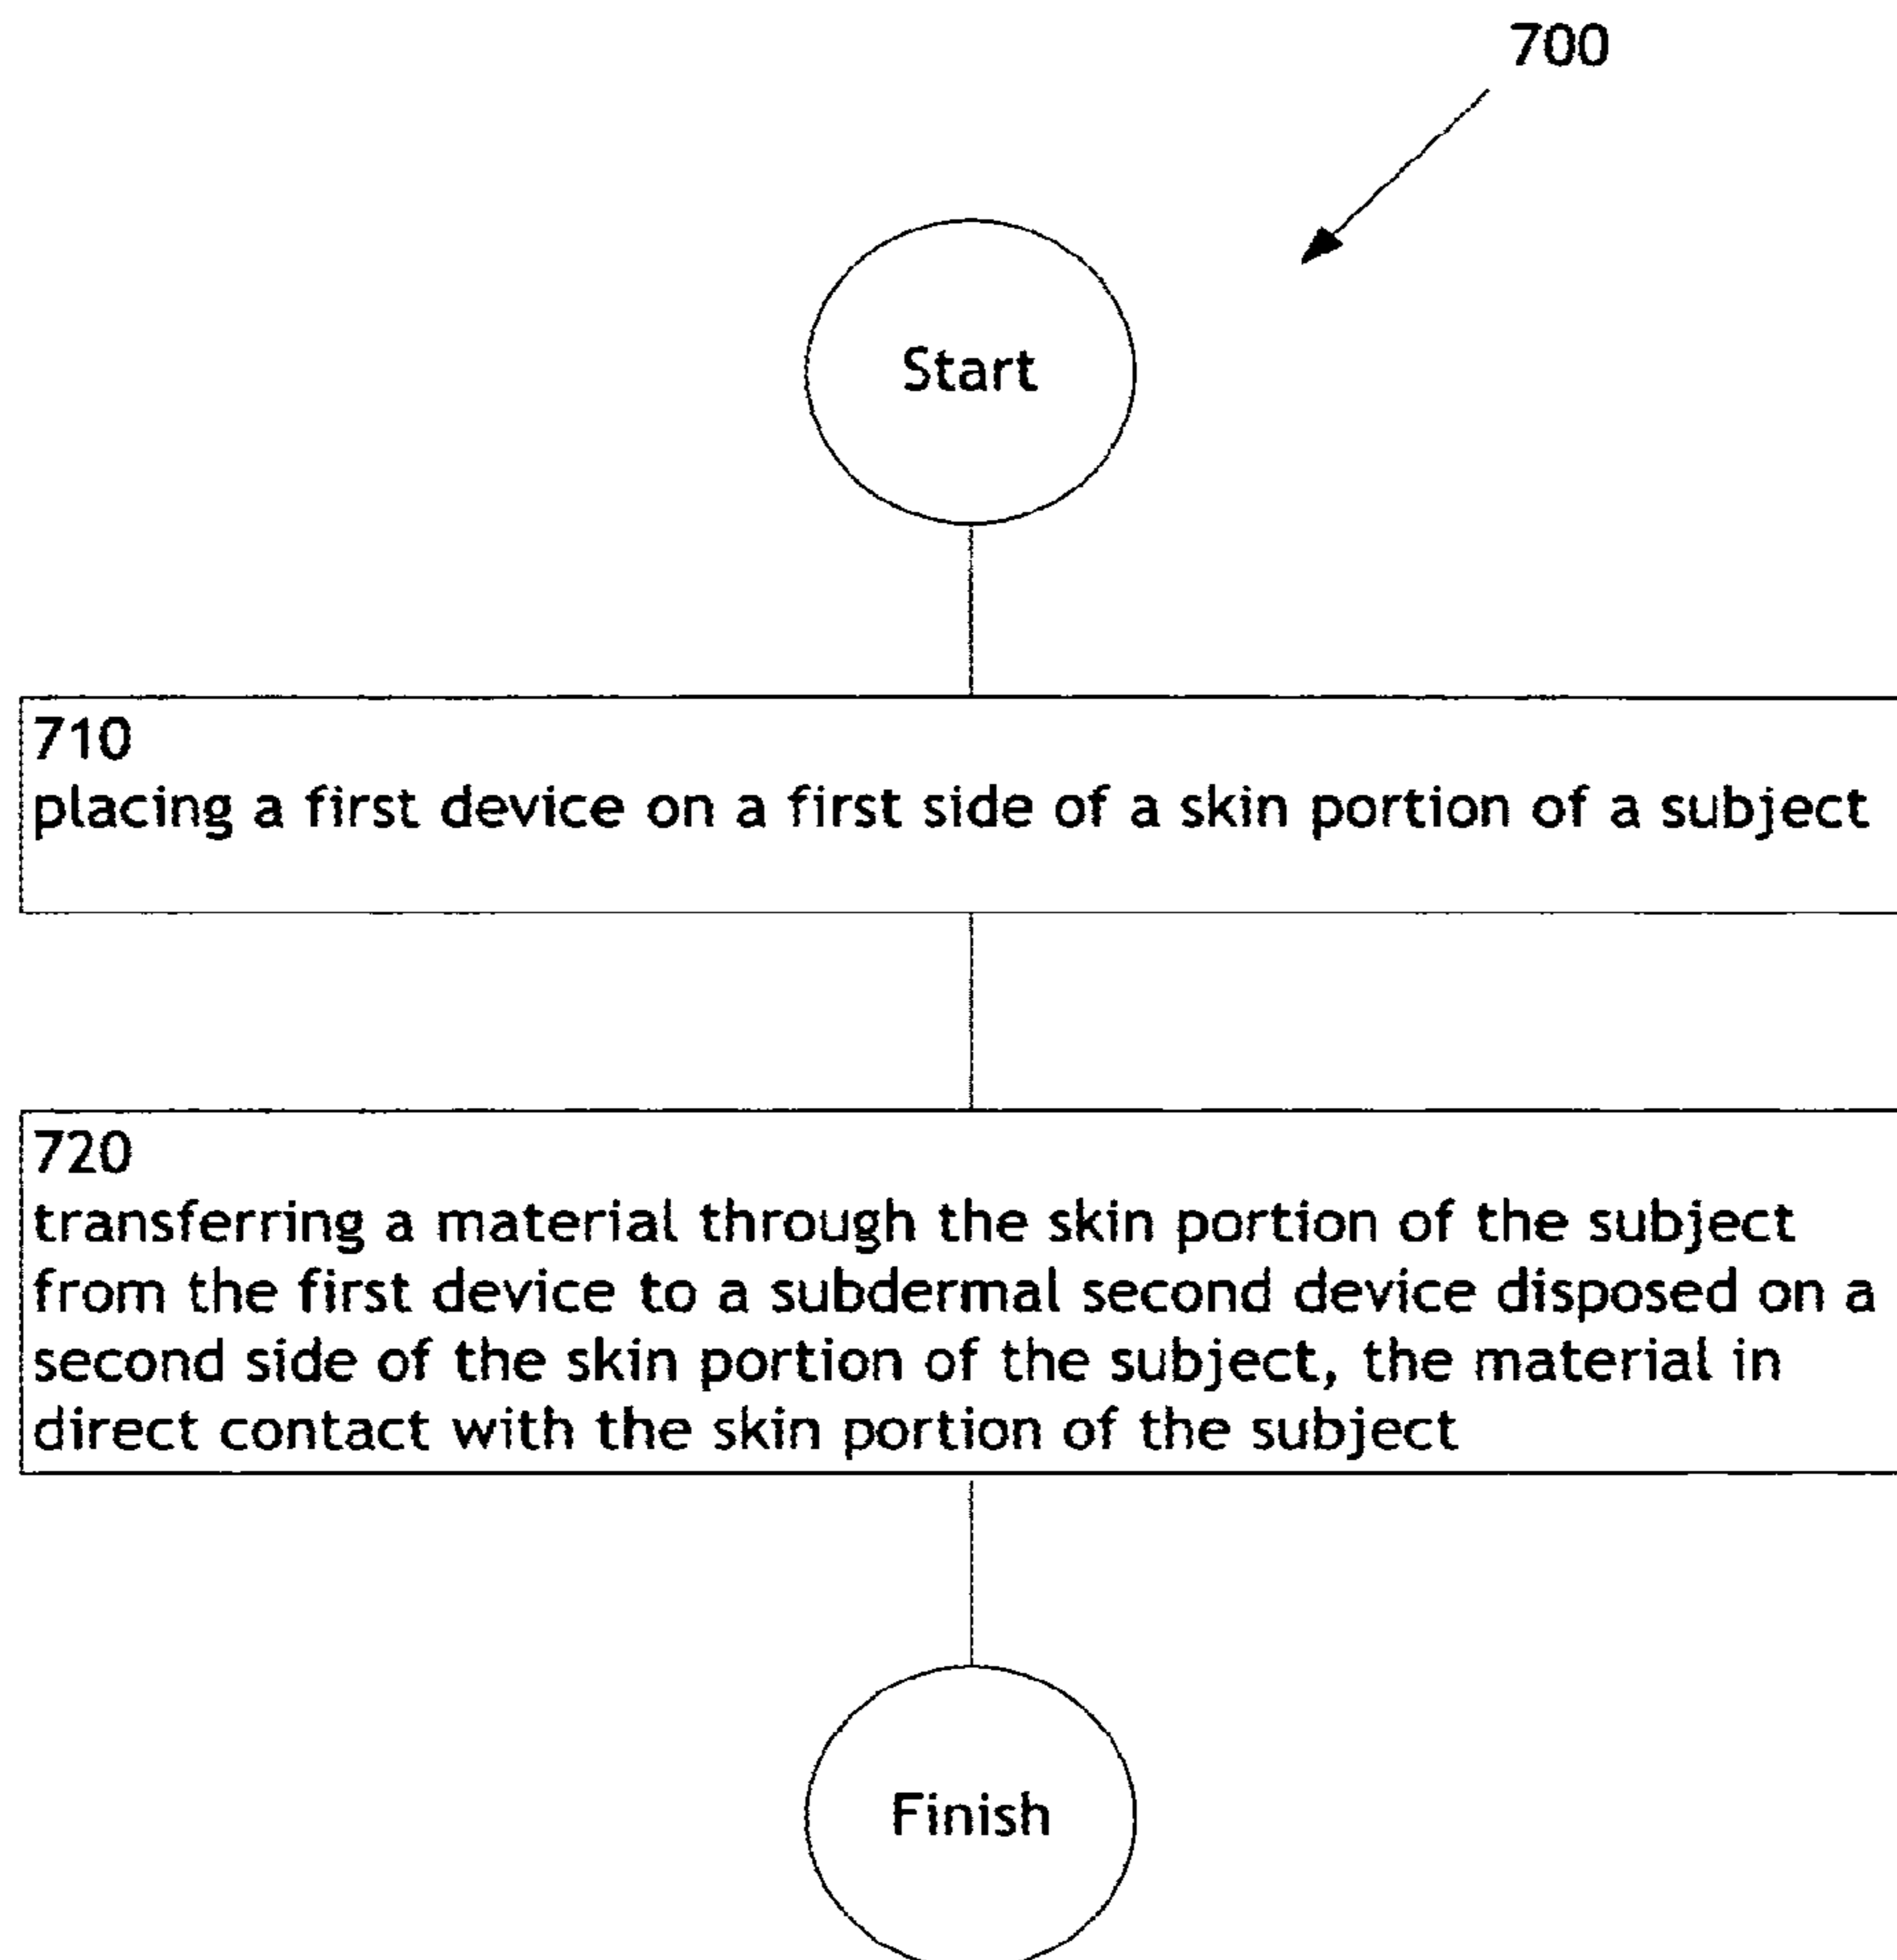 700
Start
710
placing a first device on a first side of a skin portion of a subject
720
transferring a material through the skin portion of the subject
from the first device to a subdermal second device disposed on a
second side of the skin portion of the subject, the material in
direct contact with the skin portion of the subject
Finish